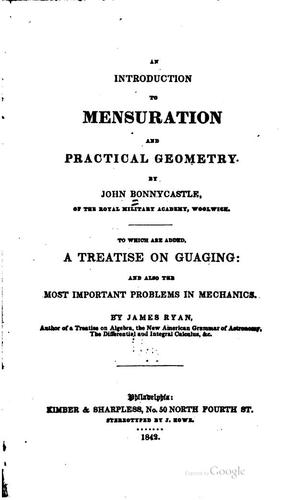 AN
INTRODUCTION
TO
MENSURATION
AND
PRACTICAL GEOMETRY.
BY
JOHN BONNYCASTLE,
OF THE ROYAL MILITARY ACADEMY, WOOLWICH.
TO WHICH ARE ADDED,
A TREATISE ON GUAGING:
AND ALSO THE
MOST IMPORTANT PROBLEMS IN MECHANICS.
BY JAMES RYAN,
Author of a Treatise on Algebra, the New American Grammar of Astronomy,
The Differential and Integral Calculus, &c.
Philadelphia:
KIMBER & SHARPLESS, No. 50 NORTH FOURTH ST.
STEREOTYPED BY J. HOWE.
1842.
Digitized by Google